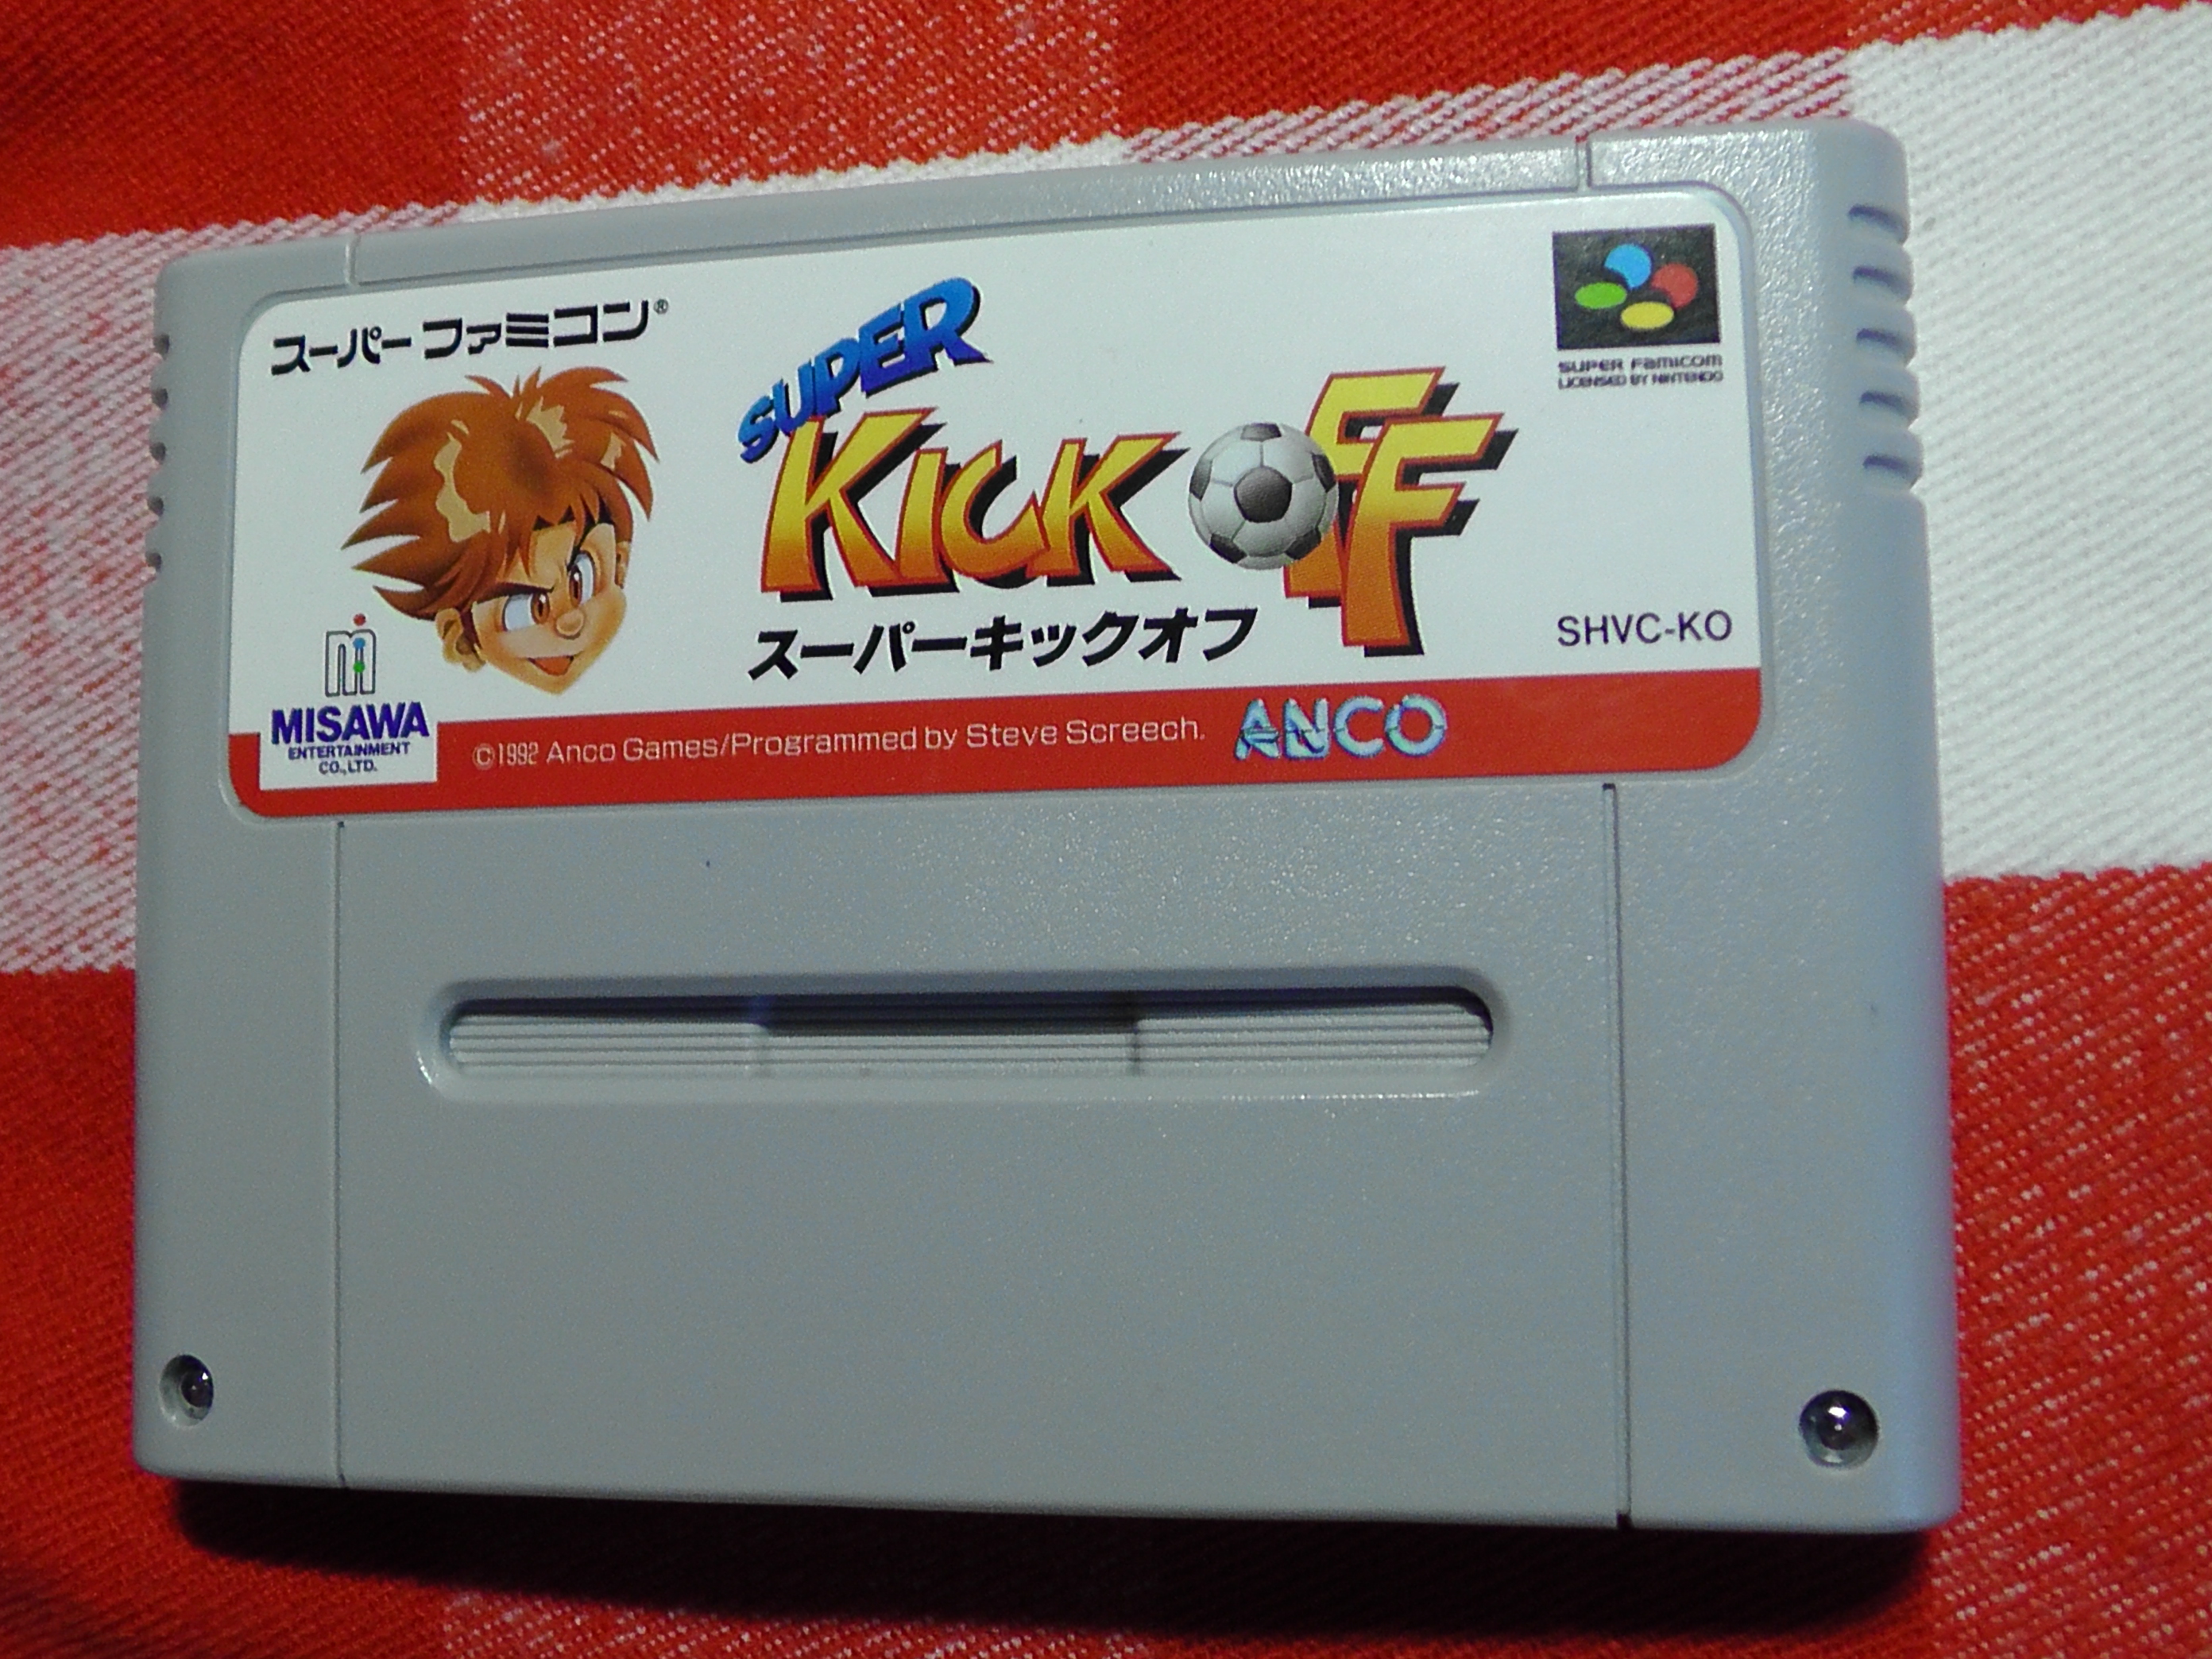 スーパーファミコン®
SUPER
KICK OFF
スーパーキックオフ
SUPER FAMICOM
LICENSED BY NINTENDO
SHVC-KO
MISAWA
ENTERTAINMENT
CO.,LTD.
©1992 Anco Games/Programmed by Steve Screech.
ANCO